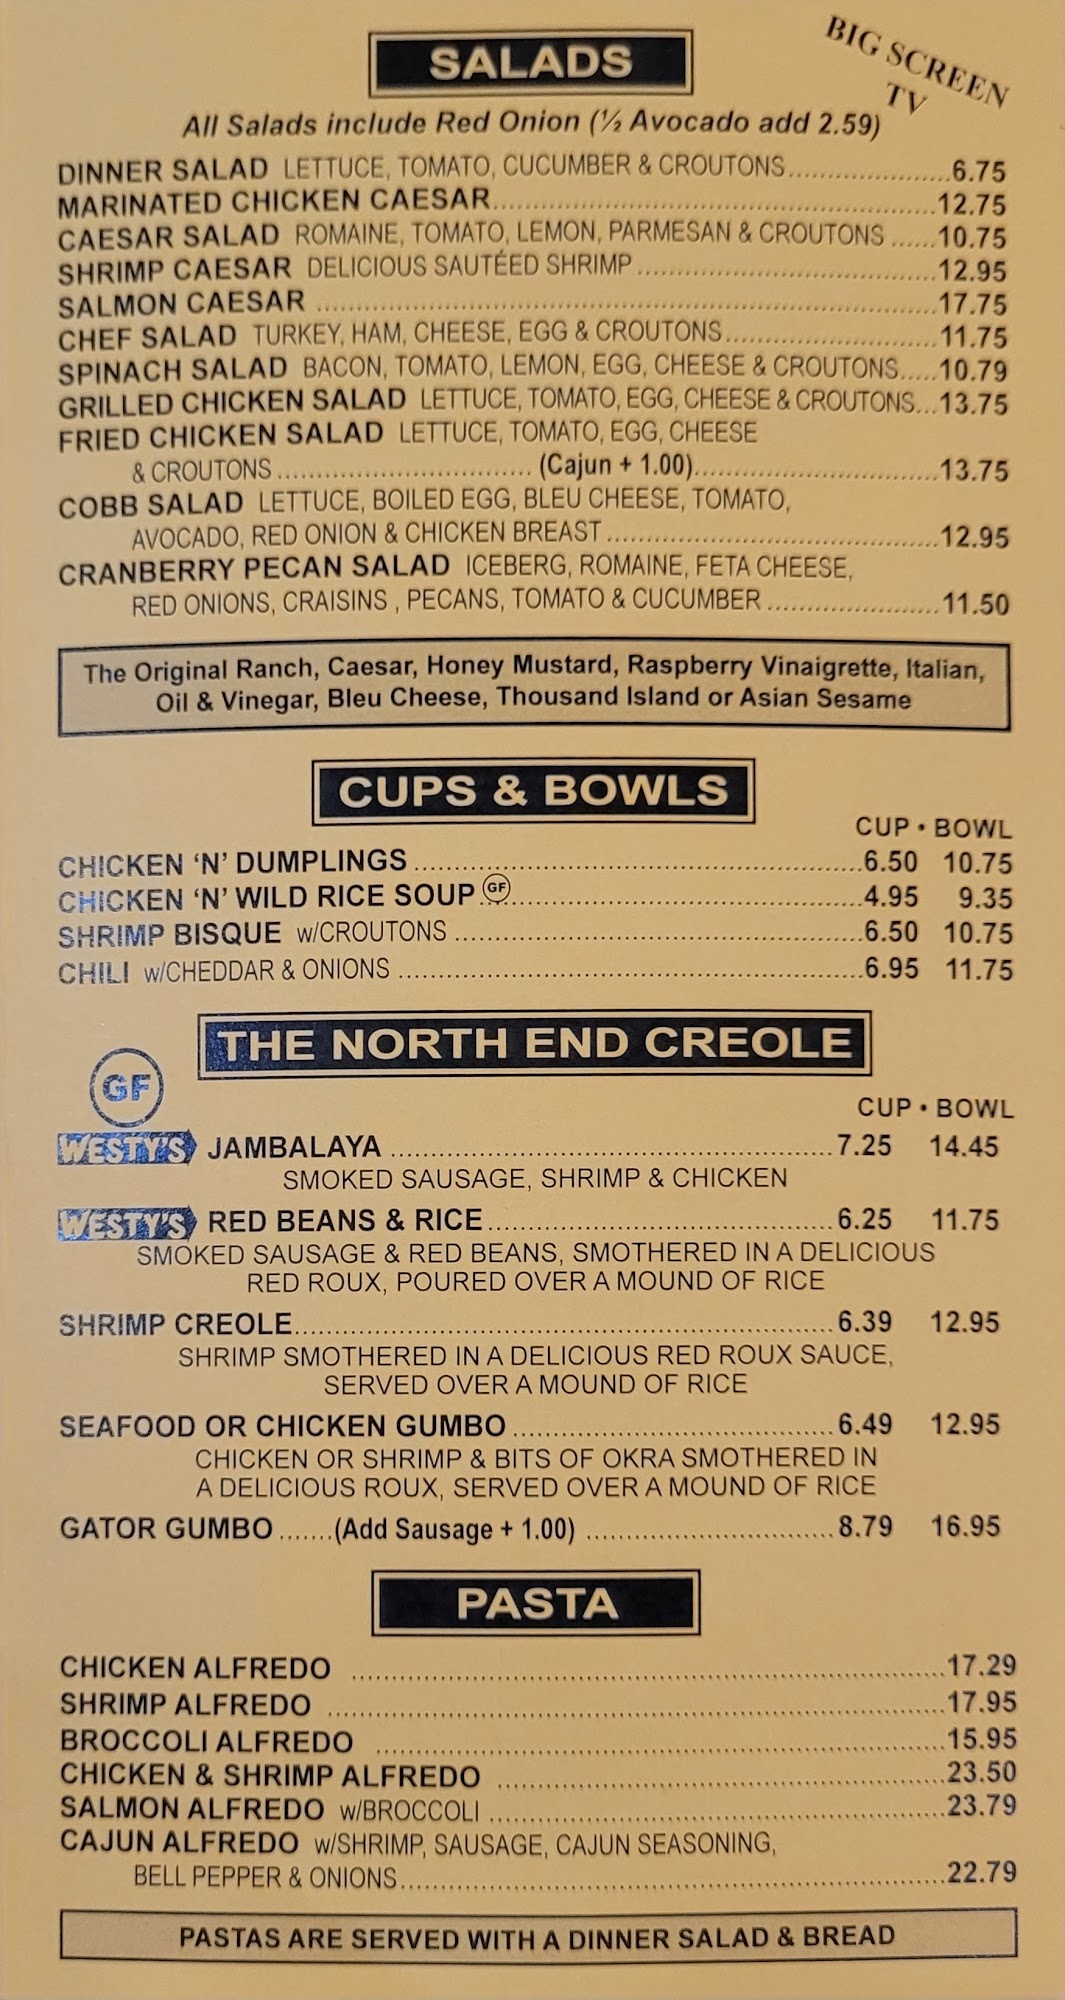 BIG SCREEN
TV
SALADS
All Salads include Red Onion (½ Avocado add 2.59)
DINNER SALAD LETTUCE, TOMATO, CUCUMBER & CROUTONS....................6.75
MARINATED CHICKEN CAESAR....................12.75
CAESAR SALAD ROMAINE, TOMATO, LEMON, PARMESAN & CROUTONS ......10.75
SHRIMP CAESAR DELICIOUS SAUTÉED SHRIMP....................12.95
SALMON CAESAR ....................17.75
CHEF SALAD TURKEY, HAM, CHEESE, EGG & CROUTONS....................11.75
SPINACH SALAD BACON, TOMATO, LEMON, EGG, CHEESE & CROUTONS.....10.79
GRILLED CHICKEN SALAD LETTUCE, TOMATO, EGG, CHEESE & CROUTONS...13.75
FRIED CHICKEN SALAD LETTUCE, TOMATO, EGG, CHEESE
& CROUTONS.................... (Cajun + 1.00)....................13.75
COBB SALAD LETTUCE, BOILED EGG, BLEU CHEESE, TOMATO,
AVOCADO, RED ONION & CHICKEN BREAST....................12.95
CRANBERRY PECAN SALAD ICEBERG, ROMAINE, FETA CHEESE,
RED ONIONS, CRAISINS , PECANS, TOMATO & CUCUMBER....................11.50
The Original Ranch, Caesar, Honey Mustard, Raspberry Vinaigrette, Italian,
Oil & Vinegar, Bleu Cheese, Thousand Island or Asian Sesame
CUPS & BOWLS
CUP • BOWL
CHICKEN ‘N’ DUMPLINGS....................6.50 10.75
CHICKEN ‘N’ WILD RICE SOUP GF....................4.95 9.35
SHRIMP BISQUE w/CROUTONS....................6.50 10.75
CHILI w/CHEDDAR & ONIONS....................6.95 11.75
THE NORTH END CREOLE
GF
CUP • BOWL
WESTY'S JAMBALAYA....................7.25 14.45
SMOKED SAUSAGE, SHRIMP & CHICKEN
WESTY'S RED BEANS & RICE....................6.25 11.75
SMOKED SAUSAGE & RED BEANS, SMOTHERED IN A DELICIOUS
RED ROUX, POURED OVER A MOUND OF RICE
SHRIMP CREOLE....................6.39 12.95
SHRIMP SMOTHERED IN A DELICIOUS RED ROUX SAUCE,
SERVED OVER A MOUND OF RICE
SEAFOOD OR CHICKEN GUMBO....................6.49 12.95
CHICKEN OR SHRIMP & BITS OF OKRA SMOTHERED IN
A DELICIOUS ROUX, SERVED OVER A MOUND OF RICE
GATOR GUMBO.......(Add Sausage + 1.00)....................8.79 16.95
PASTA
CHICKEN ALFREDO ....................17.29
SHRIMP ALFREDO ....................17.95
BROCCOLI ALFREDO ....................15.95
CHICKEN & SHRIMP ALFREDO ....................23.50
SALMON ALFREDO w/BROCCOLI....................23.79
CAJUN ALFREDO w/SHRIMP, SAUSAGE, CAJUN SEASONING,
BELL PEPPER & ONIONS....................22.79
PASTAS ARE SERVED WITH A DINNER SALAD & BREAD